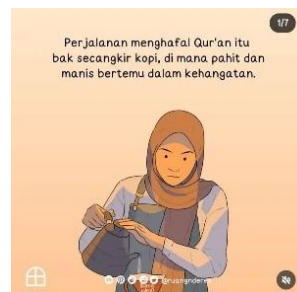 1/7
Perjalanan menghafal Qur'an itu
bak secangkir kopi, di mana pahit dan
manis bertemu dalam kehangatan.